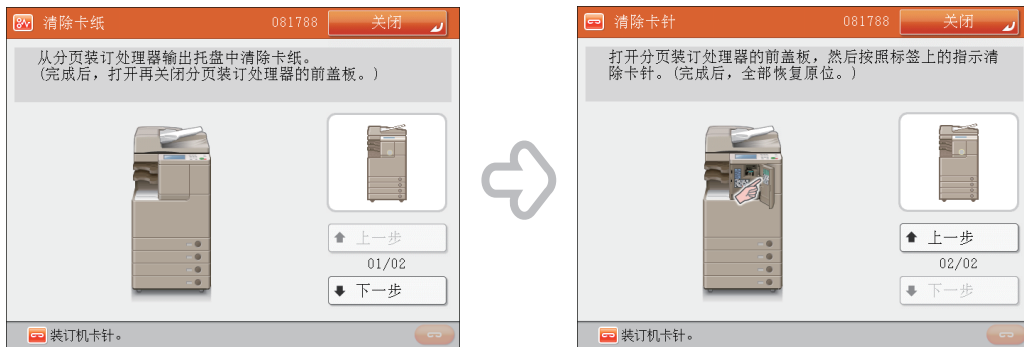 清除卡纸
081788
关闭
从分页装订处理器输出托盘中清除卡纸。
(完成后，打开再关闭分页装订处理器的前盖板。)
上一步
01/02
下一步
装订机卡针。
清除卡针
081788
关闭
打开分页装订处理器的前盖板，然后按照标签上的指示清
除卡针。(完成后，全部恢复原位。)
上一步
02/02
下一步
装订机卡针。